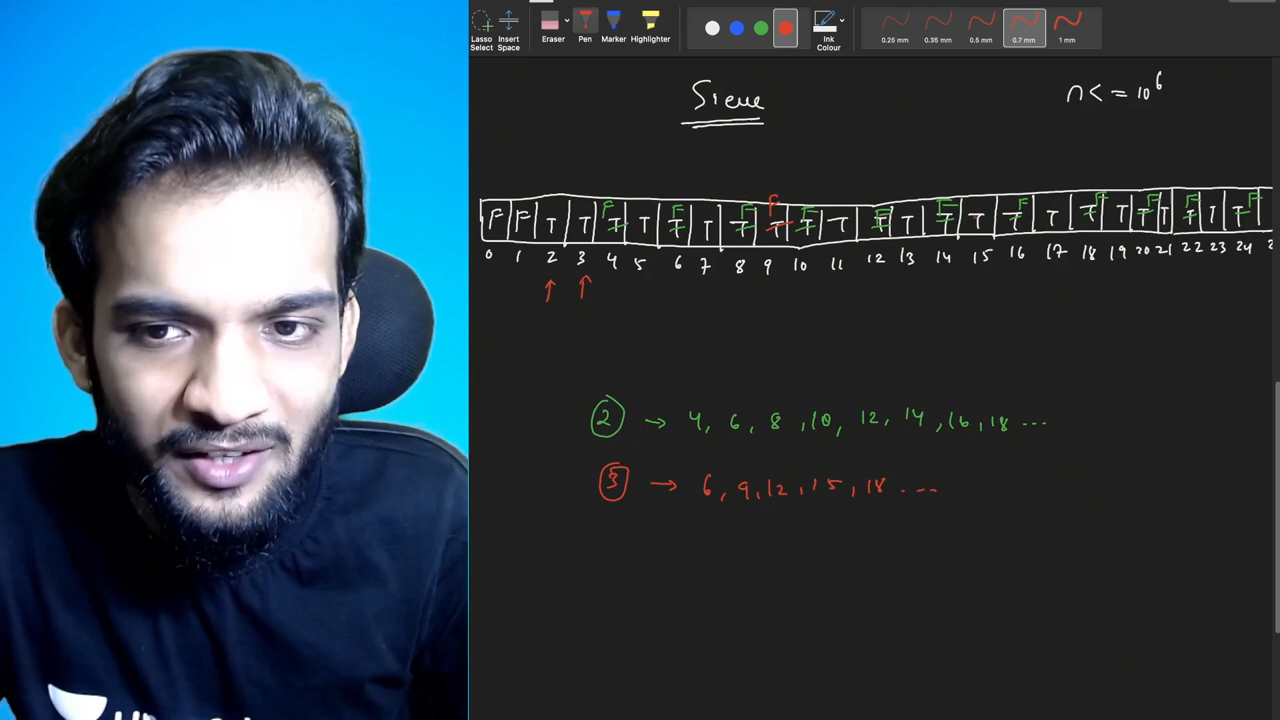 Lasso Select
Insert Space
Eraser
Pen
Marker
Highlighter
Ink Colour
0.25 mm
0.35 mm
0.5 mm
0.7 mm
1 mm
Sieve
n < = 10^6
F F F F F F F F F F F F F
F F T T T T T T T T T T T T T T T T T T T T T T T
0 1 2 3 4 5 6 7 8 9 10 11 12 13 14 15 16 17 18 19 20 21 22 23 24 2
↑ ↑
2 → 4, 6, 8, 10, 12, 14, 16, 18 ...
3 → 6, 9, 12, 15, 18 ...